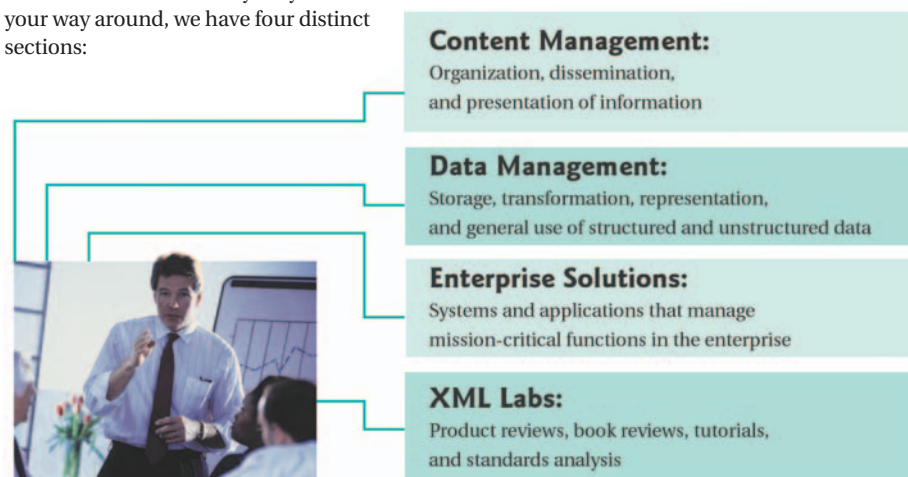 your way around, we have four distinct
sections:
Content Management:
Organization, dissemination,
and presentation of information
Data Management:
Storage, transformation, representation,
and general use of structured and unstructured data
Enterprise Solutions:
Systems and applications that manage
mission-critical functions in the enterprise
XML Labs:
Product reviews, book reviews, tutorials,
and standards analysis